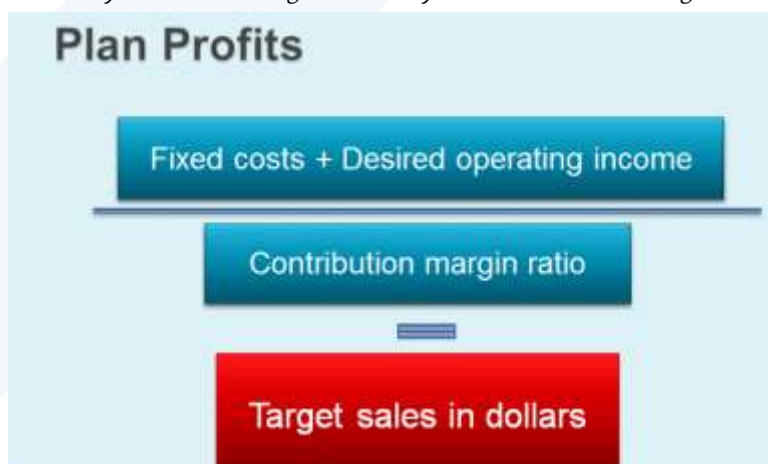 Plan Profits
Fixed costs + Desired operating income
Contribution margin ratio
=
Target sales in dollars